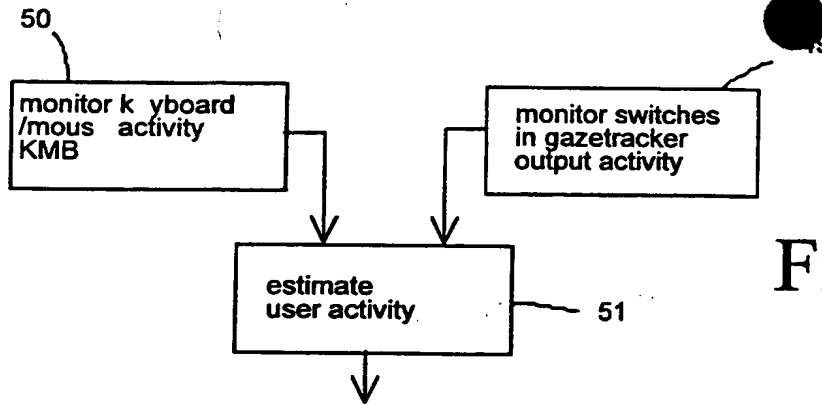 50
monitor k yboard
/mous activity
KMB
monitor switches
in gazetracker
output activity
estimate
user activity
51
F